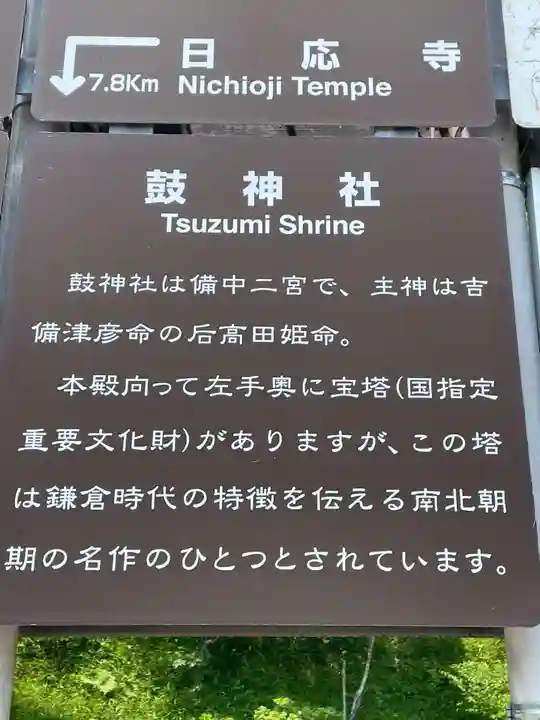 日応寺
7.8Km Nichioji Temple
鼓神社
Tsuzumi Shrine
鼓神社は備中二宮で、主神は吉
備津彦命の后高田姫命。
本殿向って左手奥に宝塔(国指定
重要文化財)がありますが、この塔
は鎌倉時代の特徴を伝える南北朝
期の名作のひとつとされています。